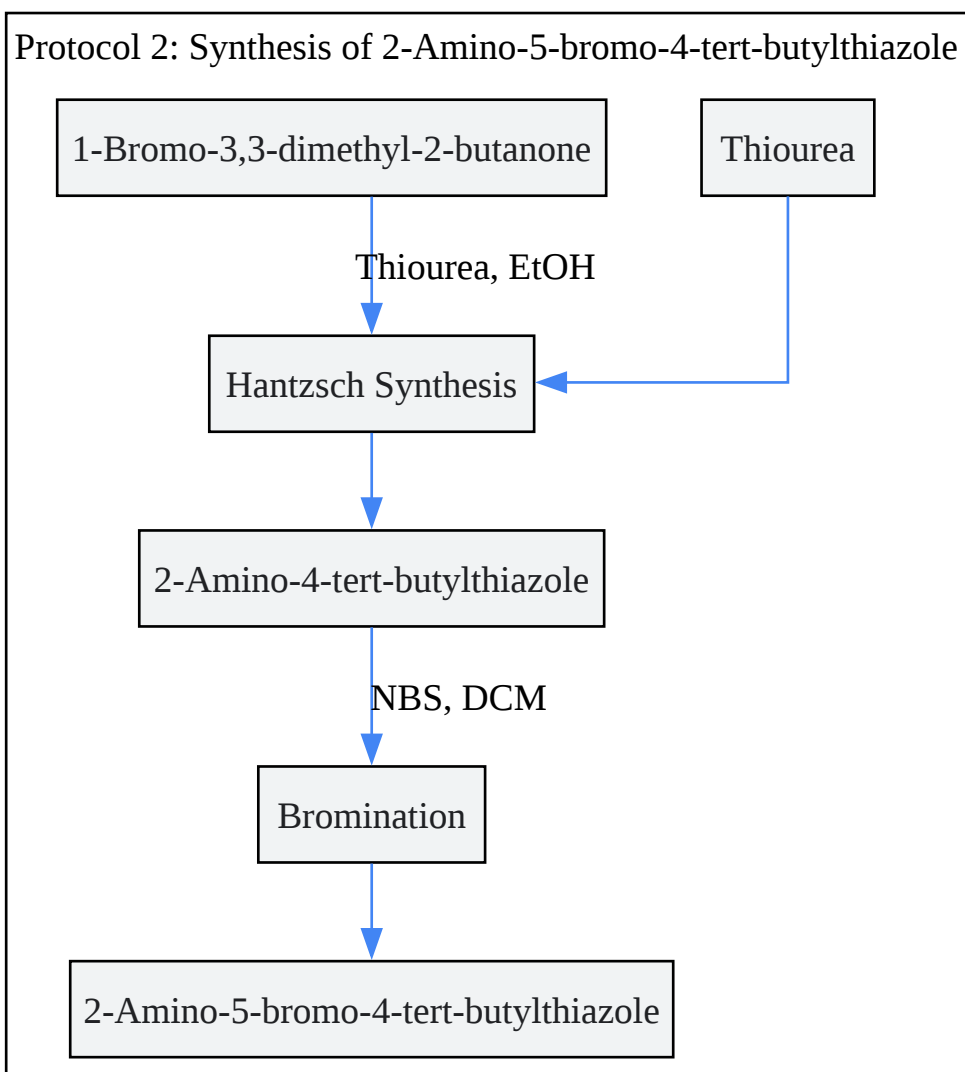 Protocol 2: Synthesis of 2-Amino-5-bromo-4-tert-butylthiazole
1-Bromo-3,3-dimethyl-2-butanone
Thiourea
Thiourea, EtOH
Hantzsch Synthesis
2-Amino-4-tert-butylthiazole
NBS, DCM
Bromination
2-Amino-5-bromo-4-tert-butylthiazole